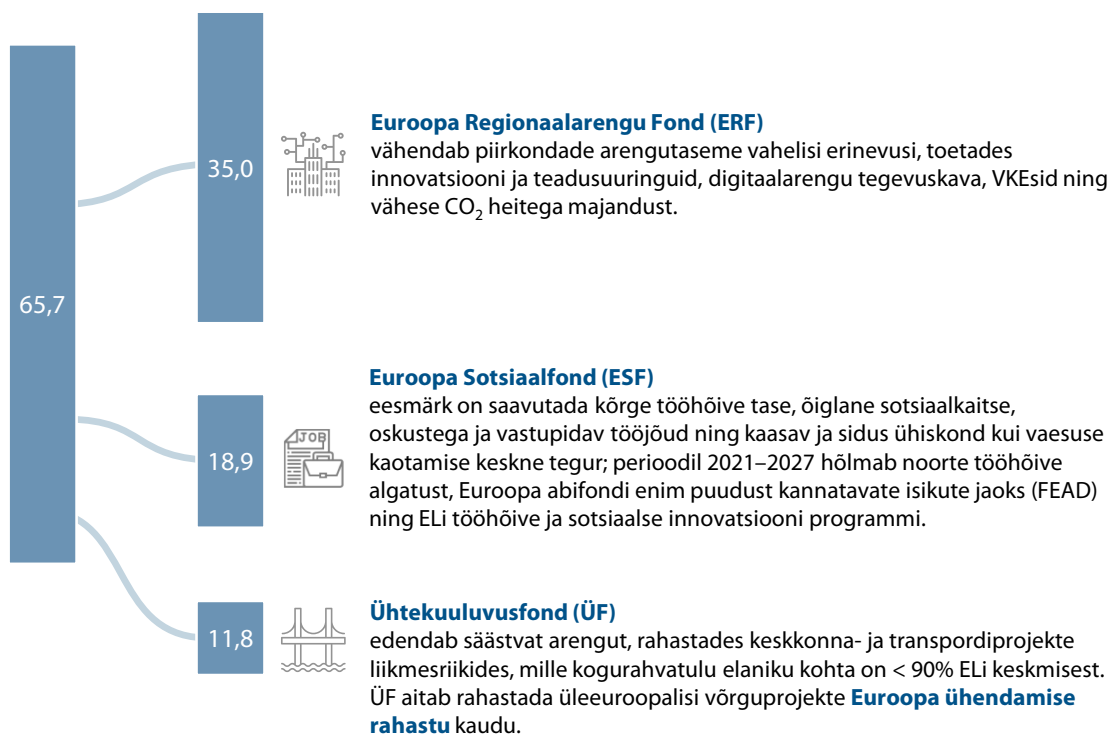 65,7
35,0
Euroopa Regionaalarengu Fond (ERF)
vähendab piirkondade arengutaseme vahelisi erinevusi, toetades
innovatsiooni ja teadusuuringuid, digitaalarengu tegevuskava, VKEsid ning
vähese CO₂ heitega majandust.
18,9
JOB
Euroopa Sotsiaalfond (ESF)
eesmärk on saavutada kõrge tööhõive tase, õiglane sotsiaalkaitse,
oskustega ja vastupidav tööjõud ning kaasav ja sidus ühiskond kui vaesuse
kaotamise keskne tegur; perioodil 2021–2027 hõlmab noorte tööhõive
algatust, Euroopa abifondi enim puudust kannatavate isikute jaoks (FEAD)
ning ELi tööhõive ja sotsiaalse innovatsiooni programmi.
11,8
Ühtekuuluvusfond (ÜF)
edendab säästvat arengut, rahastades keskkonna- ja transpordiprojekte
liikmesriikides, mille kogurahvatulu elaniku kohta on < 90% ELi keskmisest.
ÜF aitab rahastada üleeuroopalisi võrguprojekte Euroopa ühendamise
rahastu kaudu.